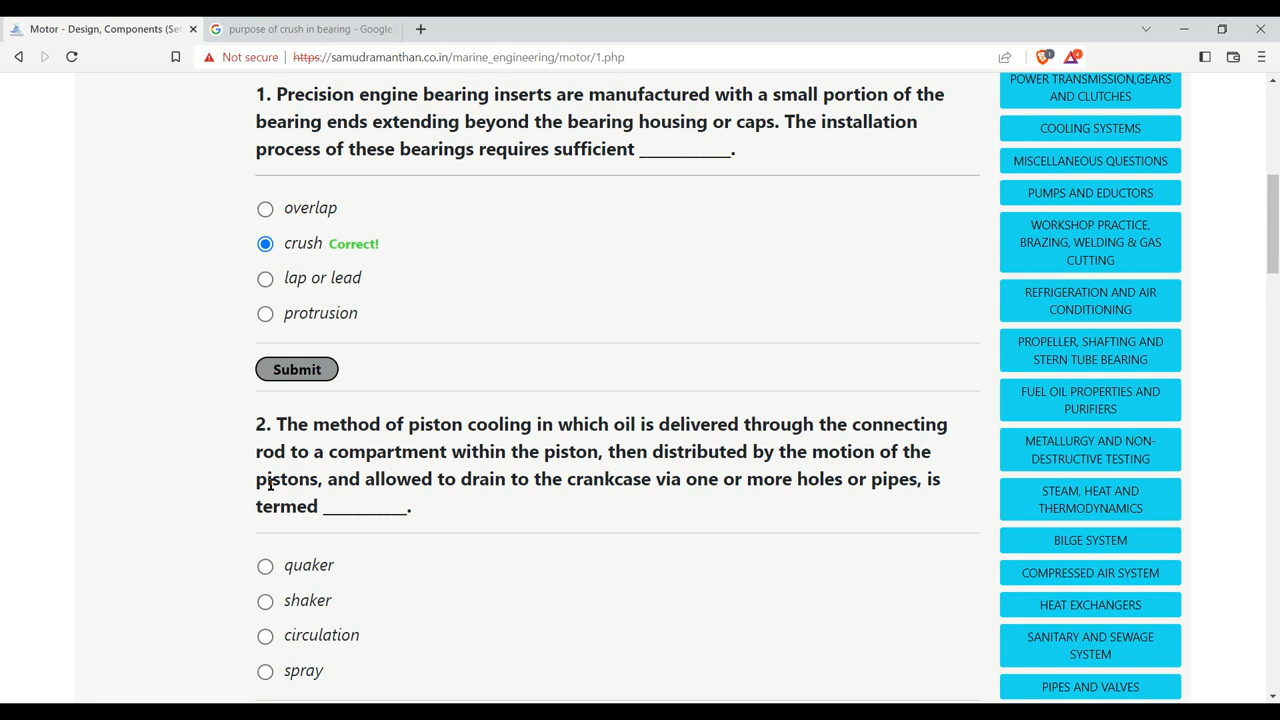 Motor - Design, Components (Se
purpose of crush in bearing - Google
Not secure
https://samudramanthan.co.in/marine_engineering/motor/1.php
1. Precision engine bearing inserts are manufactured with a small portion of the
bearing ends extending beyond the bearing housing or caps. The installation
process of these bearings requires sufficient ___________.
overlap
crush Correct!
lap or lead
protrusion
Submit
2. The method of piston cooling in which oil is delivered through the connecting
rod to a compartment within the piston, then distributed by the motion of the
pistons, and allowed to drain to the crankcase via one or more holes or pipes, is
termed __________.
quaker
shaker
circulation
spray
POWER TRANSMISSION,GEARS
AND CLUTCHES
COOLING SYSTEMS
MISCELLANEOUS QUESTIONS
PUMPS AND EDUCTORS
WORKSHOP PRACTICE,
BRAZING, WELDING & GAS
CUTTING
REFRIGERATION AND AIR
CONDITIONING
PROPELLER, SHAFTING AND
STERN TUBE BEARING
FUEL OIL PROPERTIES AND
PURIFIERS
METALLURGY AND NON-
DESTRUCTIVE TESTING
STEAM, HEAT AND
THERMODYNAMICS
BILGE SYSTEM
COMPRESSED AIR SYSTEM
HEAT EXCHANGERS
SANITARY AND SEWAGE
SYSTEM
PIPES AND VALVES